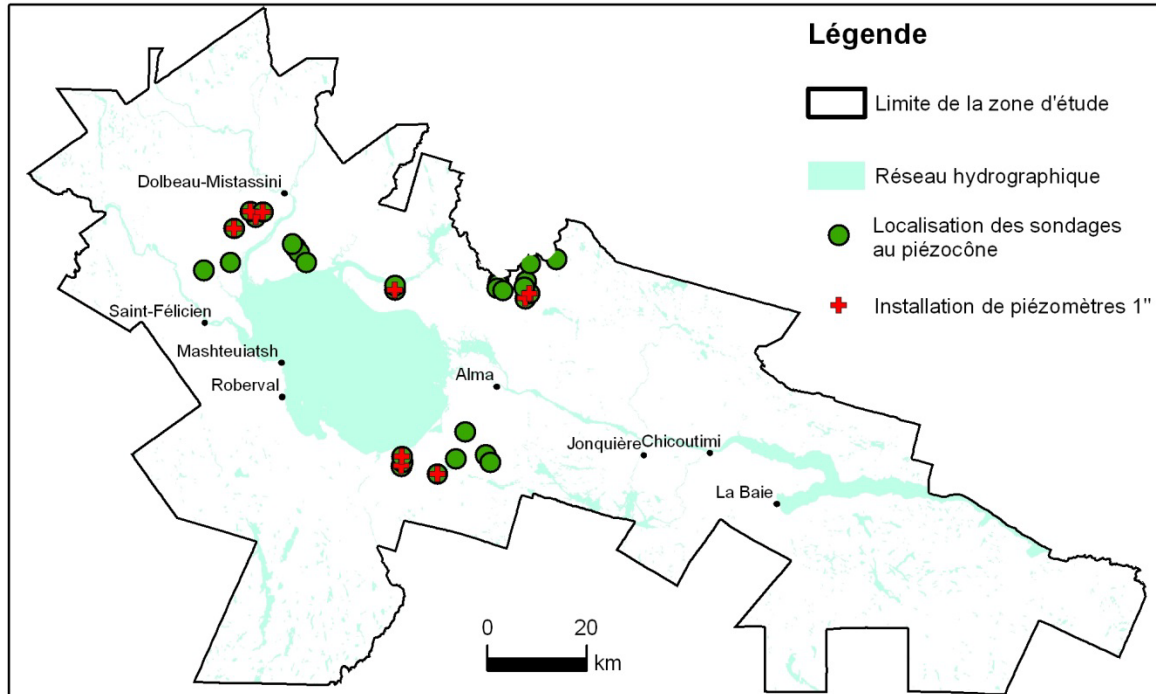 Légende
Limite de la zone d'étude
Réseau hydrographique
Localisation des sondages
au piézocône
Installation de piézomètres 1"
Dolbeau-Mistassini
Saint-Félicien
Mashteuiatsh
Roberval
Alma
Jonquière
Chicoutimi
La Baie
0 20
km